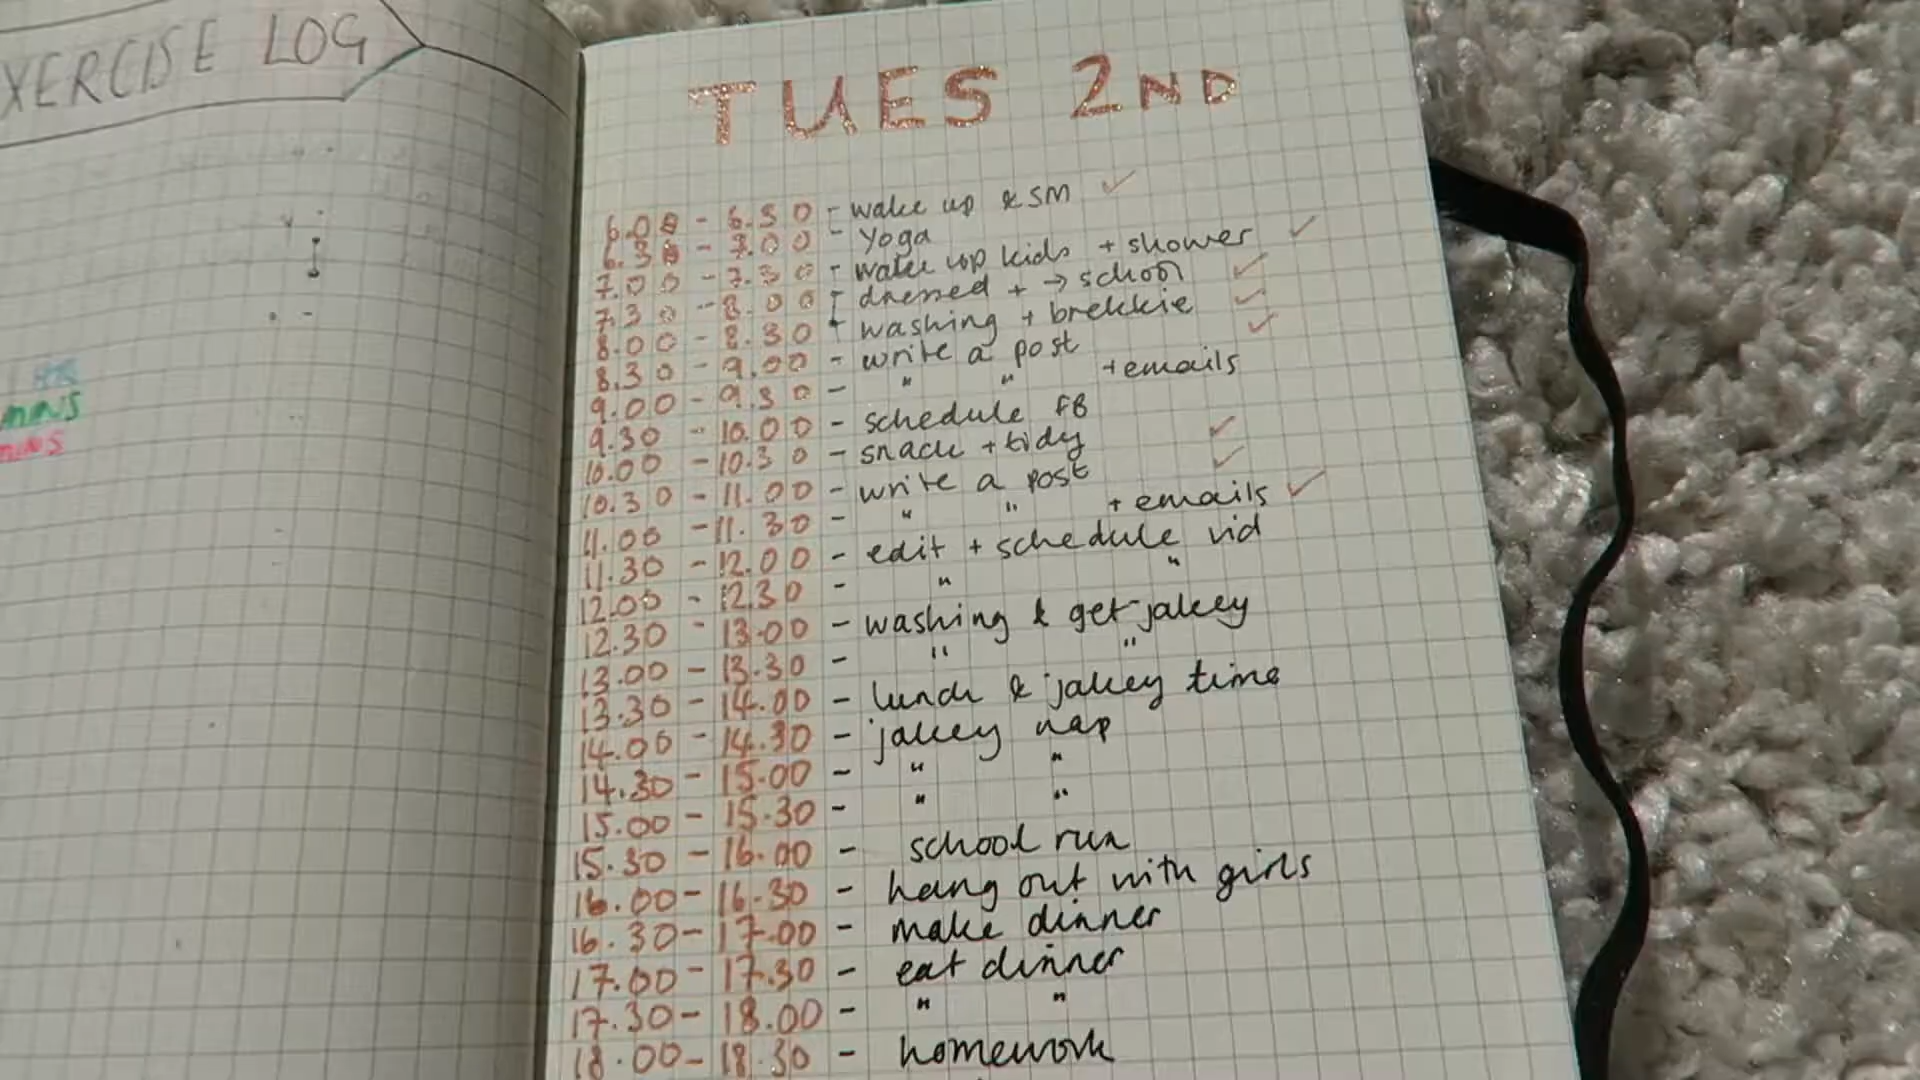 XERCISE LOG
MINS
MINS
TUES 2ND
6.00 - 6.30 - wake up & SM ✓
6.30 - 7.00 - Yoga
7.00 - 7.30 - wake up kids + shower ✓
7.30 - 8.00 - dressed + → school ✓
8.00 - 8.30 - washing + brekkie ✓
8.30 - 9.00 - write a post ✓
9.00 - 9.30 - " " + emails
9.30 - 10.00 - schedule FB
10.00 - 10.30 - snack + tidy ✓
10.30 - 11.00 - write a post ✓
11.00 - 11.30 - " " + emails ✓
11.30 - 12.00 - edit + schedule vid
12.00 - 12.30 - " "
12.30 - 13.00 - washing & get jakey
13.00 - 13.30 - " "
13.30 - 14.00 - lunch & jakey time
14.00 - 14.30 - jakey nap
14.30 - 15.00 - " "
15.00 - 15.30 - " "
15.30 - 16.00 - school run
16.00 - 16.30 - hang out with girls
16.30 - 17.00 - make dinner
17.00 - 17.30 - eat dinner
17.30 - 18.00 - " "
18.00 - 18.30 - homework